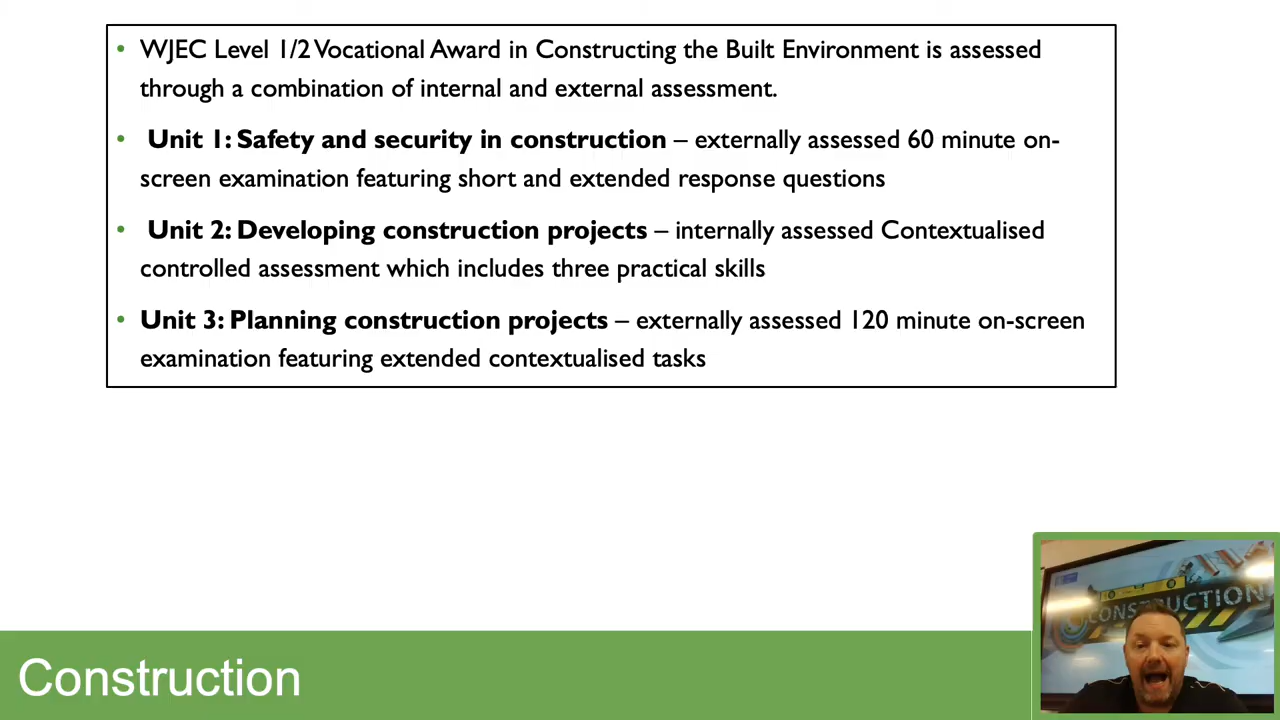 • WJEC Level 1/2 Vocational Award in Constructing the Built Environment is assessed
through a combination of internal and external assessment.
• Unit 1: Safety and security in construction – externally assessed 60 minute on-
screen examination featuring short and extended response questions
• Unit 2: Developing construction projects – internally assessed Contextualised
controlled assessment which includes three practical skills
• Unit 3: Planning construction projects – externally assessed 120 minute on-screen
examination featuring extended contextualised tasks
CONSTRUCTION
Construction